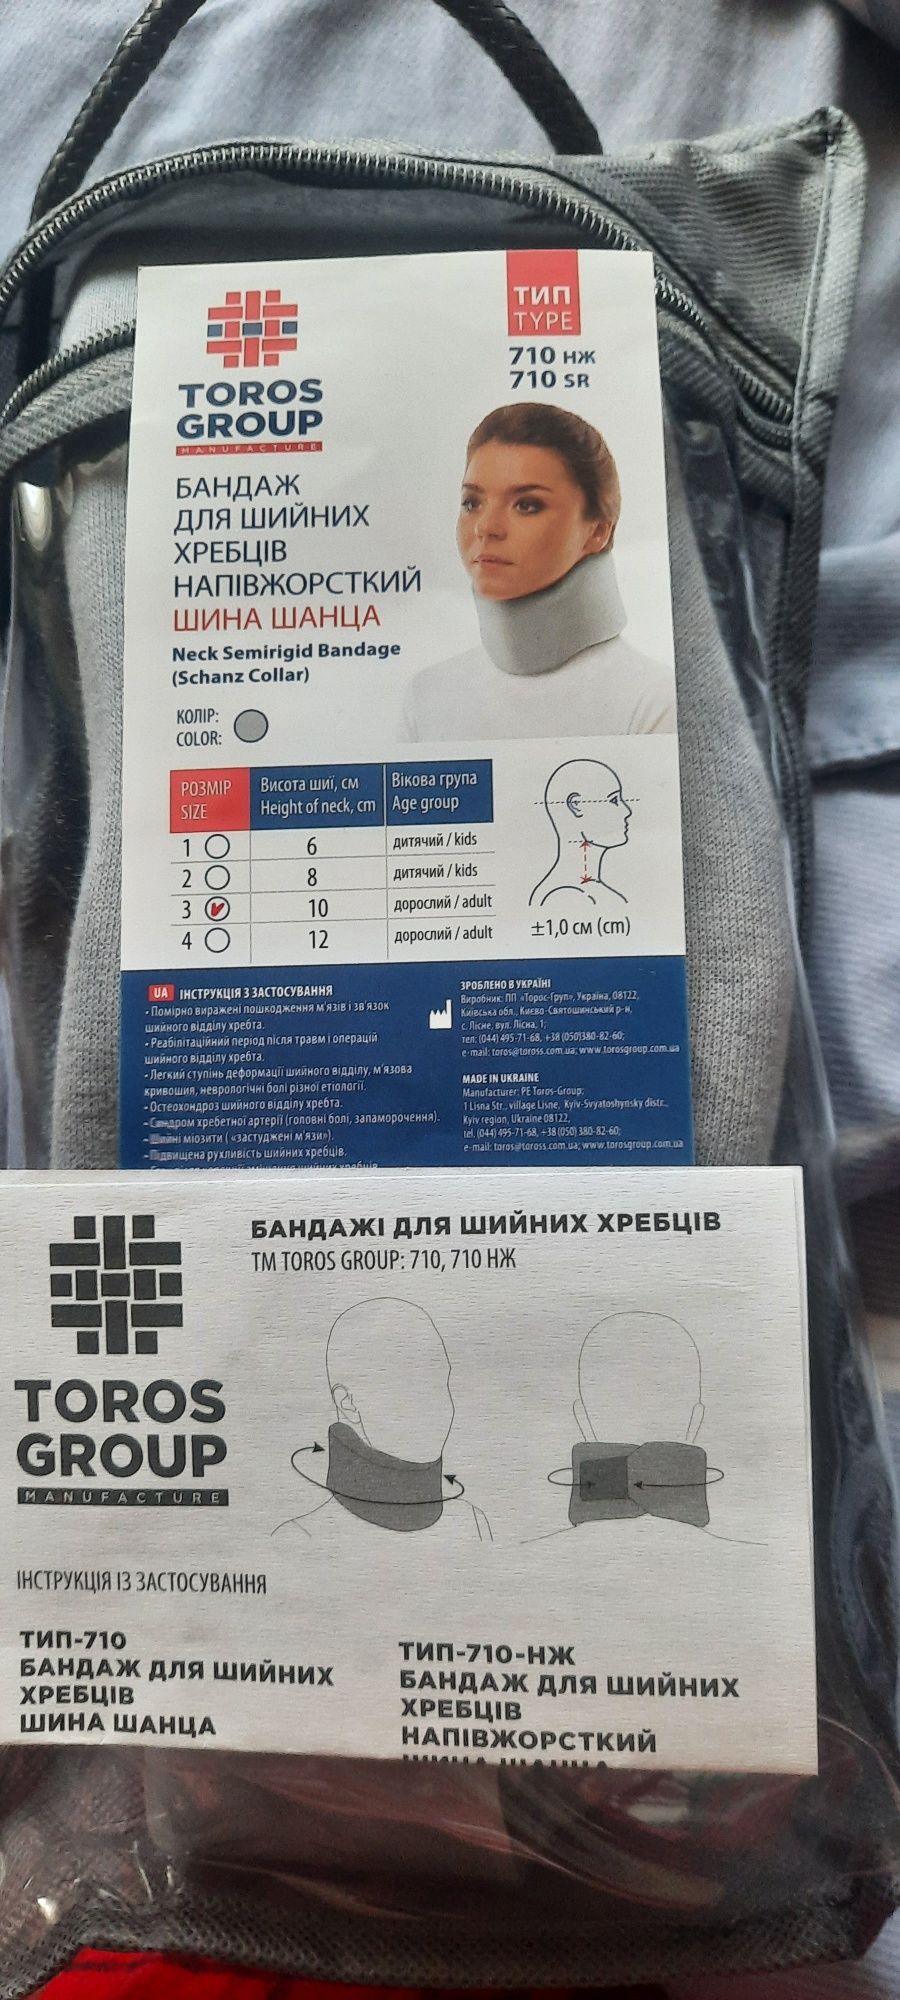 TOROS
GROUP
MANUFACTURE
ТИП
TYPE
710 НЖ
710 SR
БАНДАЖ
ДЛЯ ШИЙНИХ
ХРЕБЦІВ
НАПІВЖОРСТКИЙ
ШИНА ШАНЦА
Neck Semirigid Bandage
(Schanz Collar)
КОЛІР:
COLOR:
РОЗМІР Висота шиї, см Вікова група
SIZE Height of neck, cm Age group
1 6 дитячий / kids
2 8 дитячий / kids
3 10 дорослий / adult
4 12 дорослий / adult
±1,0 см (cm)
UA ІНСТРУКЦІЯ З ЗАСТОСУВАННЯ
- Помірно виражені пошкодження м'язів і зв'язок
шийного відділу хребта.
- Реабілітаційний період після травм і операцій
шийного відділу хребта.
- Легкий ступінь деформації шийного відділу, м'язова
кривошия, неврологічні болі різної етіології.
- Остеохондроз шийного відділу хребта.
- Синдром хребетної артерії (головні болі, запаморочення).
- Шийні міозити ( «застуджені м'язи»).
- Підвищена рухливість шийних хребців.
ЗРОБЛЕНО В УКРАЇНІ
Виробник: ПП «Торос-Груп», Україна, 08122,
Київська обл., Києво-Святошинський р-н,
с. Лісне, вул. Лісна, 1;
тел: (044) 495-71-68, +38 (050)380-82-60;
e-mail: toros@toross.com.ua; www.torosgroup.com.ua
MADE IN UKRAINE
Manufacturer: PE Toros-Group;
1 Lisna Str., village Lisne, Kyiv-Svyatoshynsky distr.,
Kyiv region, Ukraine 08122,
tel. (044) 495-71-68, +38 (050) 380-82-60;
e-mail: toros@toross.com.ua; www.torosgroup.com.ua
БАНДАЖІ ДЛЯ ШИЙНИХ ХРЕБЦІВ
ТМ TOROS GROUP: 710, 710 НЖ
TOROS
GROUP
MANUFACTURE
ІНСТРУКЦІЯ ІЗ ЗАСТОСУВАННЯ
ТИП-710
БАНДАЖ ДЛЯ ШИЙНИХ
ХРЕБЦІВ
ШИНА ШАНЦА
ТИП-710-НЖ
БАНДАЖ ДЛЯ ШИЙНИХ
ХРЕБЦІВ
НАПІВЖОРСТКИЙ
ШИНА ШАНЦА